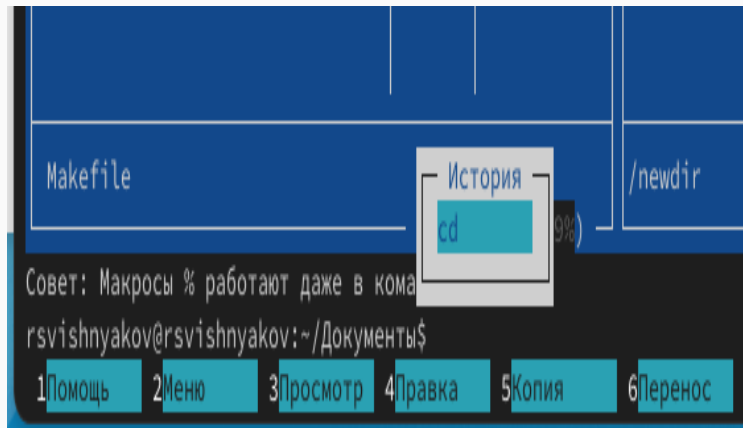 Makefile
История
/newdir
cd
9%)
Совет: Макросы % работают даже в кома
rsvishnyakov@rsvishnyakov:~/Документы$
1Помощь 2Меню 3Просмотр 4Правка 5Копия 6Перенос